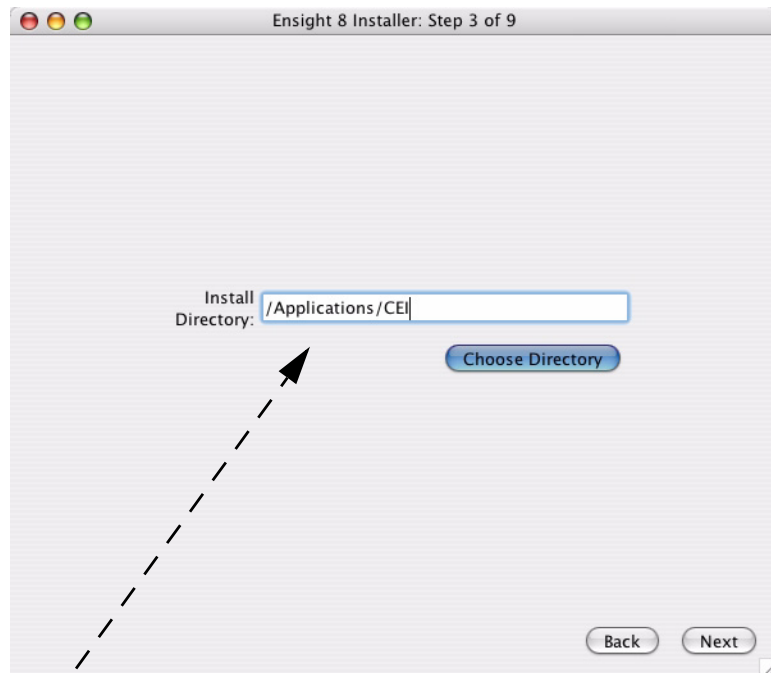 Ensight 8 Installer: Step 3 of 9
Install
Directory:
/Applications/CEI
Choose Directory
Back
Next